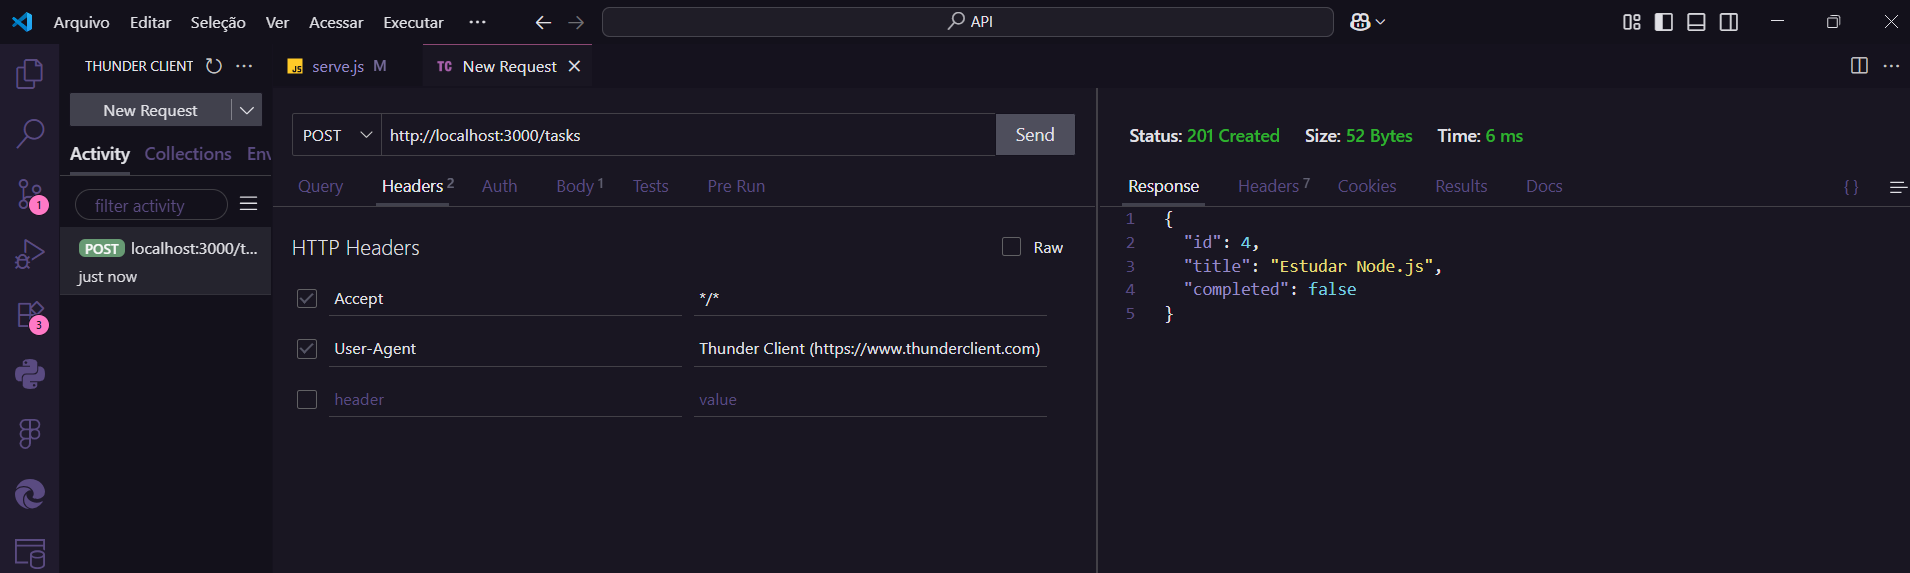 Arquivo Editar Seleção Ver Acessar Executar ··· API
THUNDER CLIENT ··· JS serve.js M TC New Request
New Request
POST http://localhost:3000/tasks Send
Status: 201 Created Size: 52 Bytes Time: 6 ms
Activity Collections Env
Query Headers 2 Auth Body 1 Tests Pre Run
Response Headers 7 Cookies Results Docs { }
filter activity
POST localhost:3000/t...
just now
HTTP Headers Raw
Accept */*
User-Agent Thunder Client (https://www.thunderclient.com)
header value
1 {
2 "id": 4,
3 "title": "Estudar Node.js",
4 "completed": false
5 }
1
3